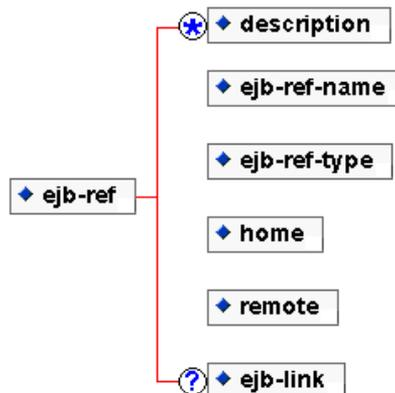 * description
ejb-ref-name
ejb-ref-type
ejb-ref
home
remote
? ejb-link